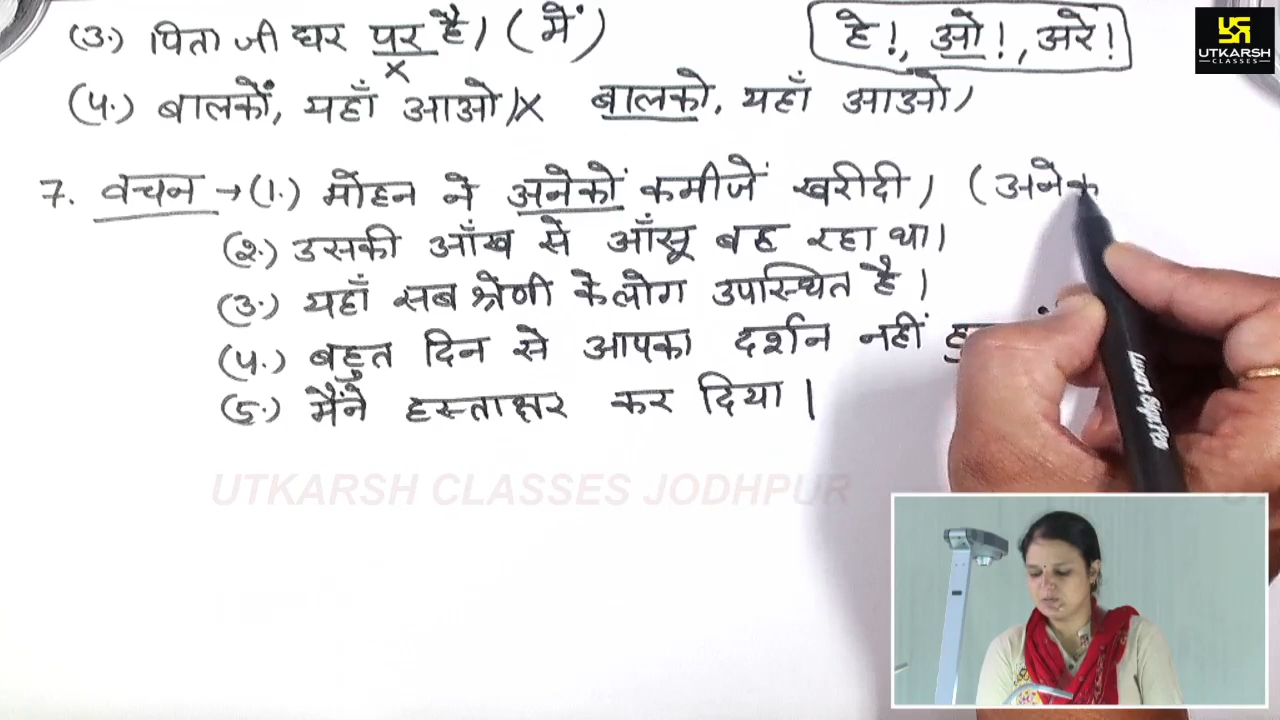 (3.) पिता जी घर पर है। (में)
×
हे!, ओ!, अरे!
UTKARSH
CLASSES
(4.) बालकों, यहाँ आओ।× बालको, यहाँ आओ।
7. वचन → (1.) मोहन ने अनेकों कमीजें खरीदी। (अनेक
(2.) उसकी आँख से आँसू बह रहा था।
(3.) यहाँ सब श्रेणी के लोग उपस्थित है।
(4.) बहुत दिन से आपका दर्शन नहीं
(5.) मैंने हस्ताक्षर कर दिया।
UTKARSH CLASSES JODHPUR